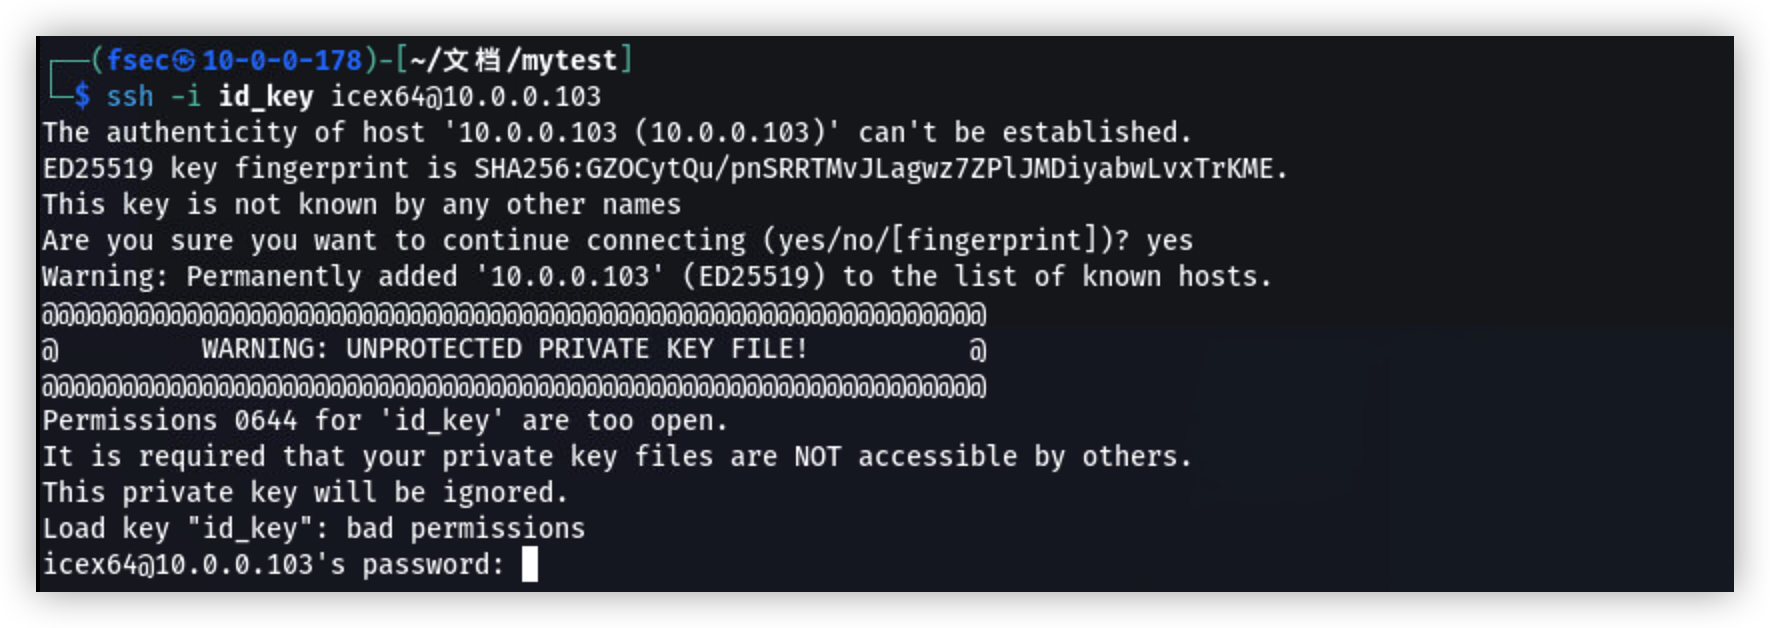 ┌──(fsec㉿10-0-0-178)-[~/文档/mytest]
└─$ ssh -i id_key icex64@10.0.0.103
The authenticity of host '10.0.0.103 (10.0.0.103)' can't be established.
ED25519 key fingerprint is SHA256:GZOCytQu/pnSRRTMvJLagwz7ZPlJMDiyabwLvxTrKME.
This key is not known by any other names
Are you sure you want to continue connecting (yes/no/[fingerprint])? yes
Warning: Permanently added '10.0.0.103' (ED25519) to the list of known hosts.
@@@@@@@@@@@@@@@@@@@@@@@@@@@@@@@@@@@@@@@@@@@@@@@@@@@@@@@@@@@
@         WARNING: UNPROTECTED PRIVATE KEY FILE!          @
@@@@@@@@@@@@@@@@@@@@@@@@@@@@@@@@@@@@@@@@@@@@@@@@@@@@@@@@@@@
Permissions 0644 for 'id_key' are too open.
It is required that your private key files are NOT accessible by others.
This private key will be ignored.
Load key "id_key": bad permissions
icex64@10.0.0.103's password: